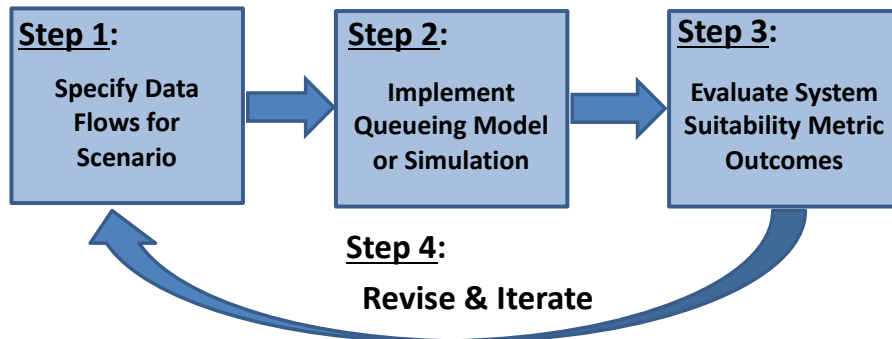 Step 1:
Specify Data
Flows for
Scenario
Step 2:
Implement
Queueing Model
or Simulation
Step 3:
Evaluate System
Suitability Metric
Outcomes
Step 4:
Revise & Iterate